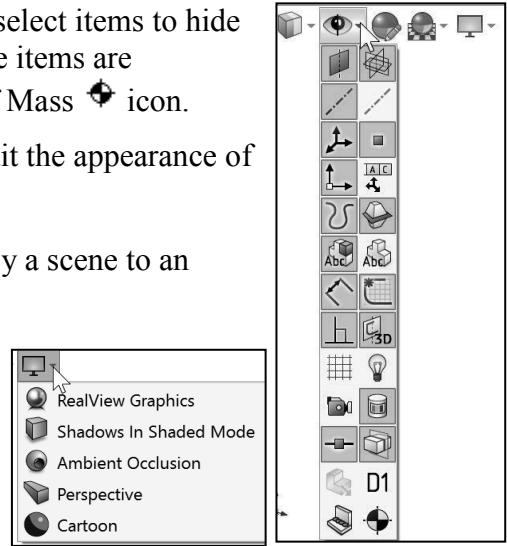 select items to hide
e items are
f Mass icon.
lit the appearance of
y a scene to an
RealView Graphics
Shadows In Shaded Mode
Ambient Occlusion
Perspective
Cartoon
A C
Abc Abc
3D
D1